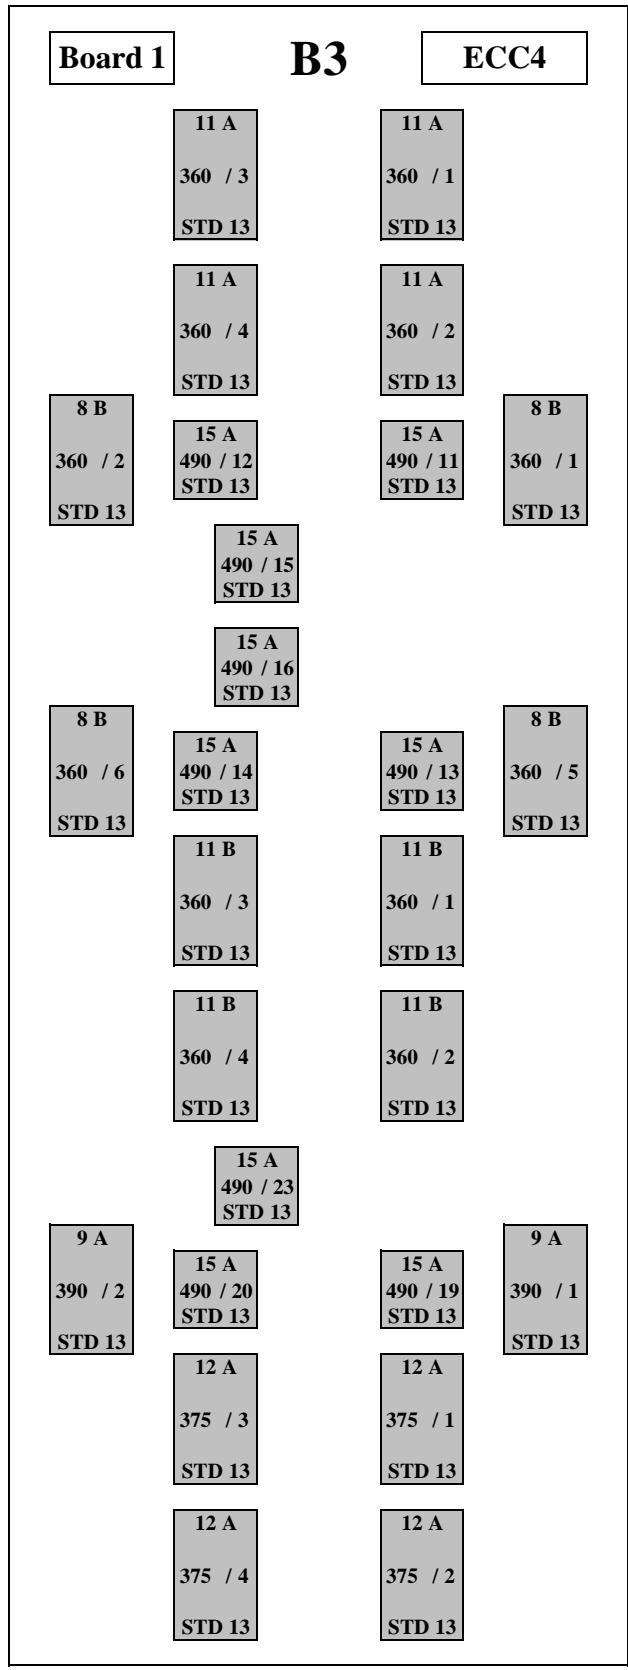 Board 1 B3 ECC4
11 A 11 A
360 / 3 360 / 1
STD 13 STD 13
11 A 11 A
360 / 4 360 / 2
STD 13 STD 13
8 B 8 B
15 A 15 A
360 / 2 490 / 12 490 / 11 360 / 1
STD 13 STD 13
STD 13 STD 13
15 A
490 / 15
STD 13
15 A
490 / 16
STD 13
8 B 8 B
15 A 15 A
360 / 6 490 / 14 490 / 13 360 / 5
STD 13 STD 13
STD 13 STD 13
11 B 11 B
360 / 3 360 / 1
STD 13 STD 13
11 B 11 B
360 / 4 360 / 2
STD 13 STD 13
15 A
490 / 23
STD 13
9 A 9 A
15 A 15 A
390 / 2 490 / 20 490 / 19 390 / 1
STD 13 STD 13
STD 13 STD 13
12 A 12 A
375 / 3 375 / 1
STD 13 STD 13
12 A 12 A
375 / 4 375 / 2
STD 13 STD 13